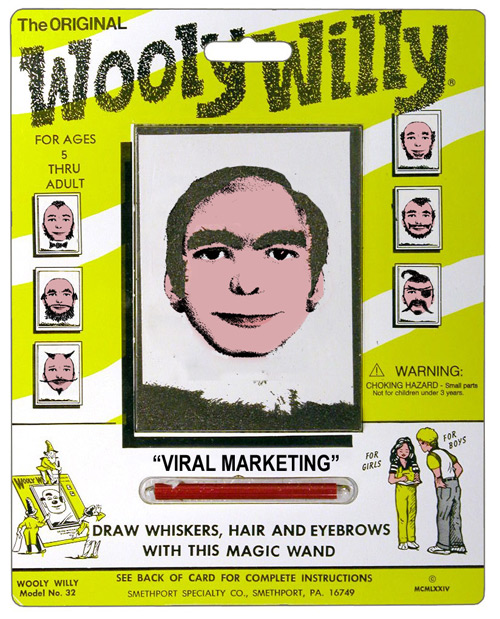 The ORIGINAL
Wooly Willy®
FOR AGES
5
THRU
ADULT
⚠ WARNING:
CHOKING HAZARD - Small parts
Not for children under 3 years.
"VIRAL MARKETING"
FOR
GIRLS
FOR
BOYS
WOOLY W
DRAW WHISKERS, HAIR AND EYEBROWS
WITH THIS MAGIC WAND
WOOLY WILLY
Model No. 32
SEE BACK OF CARD FOR COMPLETE INSTRUCTIONS
SMETHPORT SPECIALTY CO., SMETHPORT, PA. 16749
©
MCMLXXIV